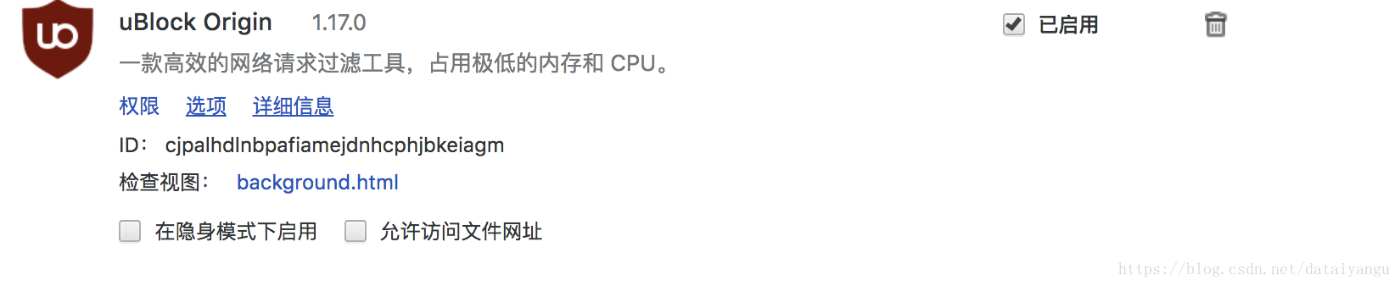 uBlock Origin 1.17.0 已启用
一款高效的网络请求过滤工具，占用极低的内存和 CPU。
权限 选项 详细信息
ID： cjpalhdlnbpafiamejdnhcphjbkeiagm
检查视图： background.html
在隐身模式下启用 允许访问文件网址
https://blog.csdn.net/dataiyangu